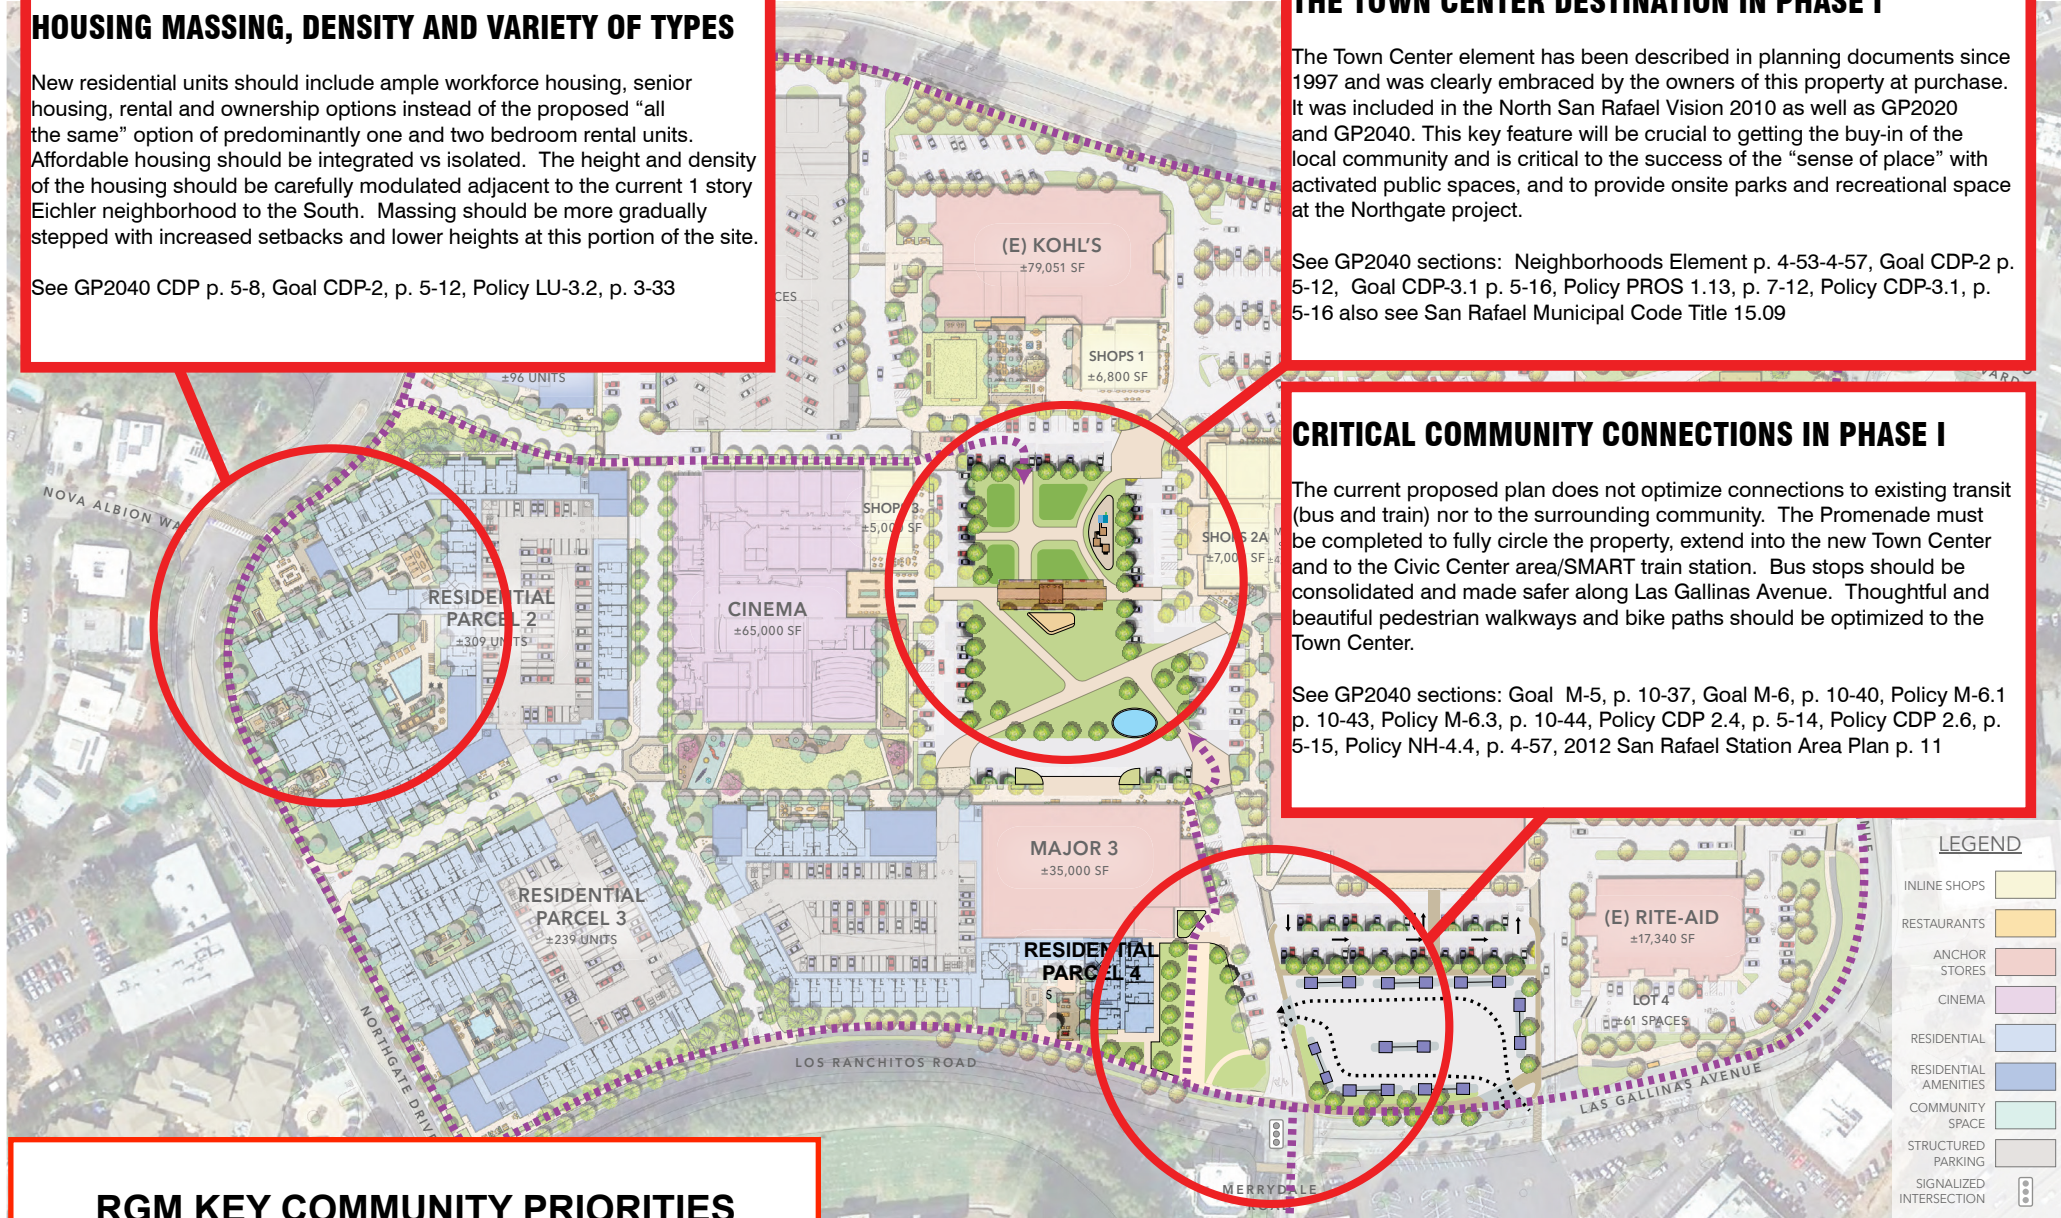 HOUSING MASSING, DENSITY AND VARIETY OF TYPES
New residential units should include ample workforce housing, senior
housing, rental and ownership options instead of the proposed “all
the same” option of predominantly one and two bedroom rental units.
Affordable housing should be integrated vs isolated.  The height and density
of the housing should be carefully modulated adjacent to the current 1 story
Eichler neighborhood to the South.  Massing should be more gradually
stepped with increased setbacks and lower heights at this portion of the site.
See GP2040 CDP p. 5-8, Goal CDP-2, p. 5-12, Policy LU-3.2, p. 3-33
THE TOWN CENTER DESTINATION IN PHASE I
The Town Center element has been described in planning documents since
1997 and was clearly embraced by the owners of this property at purchase.
It was included in the North San Rafael Vision 2010 as well as GP2020
and GP2040. This key feature will be crucial to getting the buy-in of the
local community and is critical to the success of the “sense of place” with
activated public spaces, and to provide onsite parks and recreational space
at the Northgate project.
See GP2040 sections:  Neighborhoods Element p. 4-53-4-57, Goal CDP-2 p.
5-12,  Goal CDP-3.1 p. 5-16, Policy PROS 1.13, p. 7-12, Policy CDP-3.1, p.
5-16 also see San Rafael Municipal Code Title 15.09
CRITICAL COMMUNITY CONNECTIONS IN PHASE I
The current proposed plan does not optimize connections to existing transit
(bus and train) nor to the surrounding community.  The Promenade must
be completed to fully circle the property, extend into the new Town Center
and to the Civic Center area/SMART train station.  Bus stops should be
consolidated and made safer along Las Gallinas Avenue.  Thoughtful and
beautiful pedestrian walkways and bike paths should be optimized to the
Town Center.
See GP2040 sections: Goal  M-5, p. 10-37, Goal M-6, p. 10-40, Policy M-6.1
p. 10-43, Policy M-6.3, p. 10-44, Policy CDP 2.4, p. 5-14, Policy CDP 2.6, p.
5-15, Policy NH-4.4, p. 4-57, 2012 San Rafael Station Area Plan p. 11
(E) KOHL'S
±79,051 SF
SHOPS 1
±6,800 SF
±96 UNITS
NOVA ALBION WAY
RESIDENTIAL
PARCEL 2
±309 UNITS
CINEMA
±65,000 SF
SHOPS 3
±5,000 SF
SHOPS 2A
±7,000 SF
MAJOR 3
±35,000 SF
RESIDENTIAL
PARCEL 3
±239 UNITS
RESIDENTIAL
PARCEL 4
S
(E) RITE-AID
±17,340 SF
LOT 4
±61 SPACES
NORTHGATE DRIVE
LOS RANCHITOS ROAD
LAS GALLINAS AVENUE
MERRYDALE
ROAD
LEGEND
INLINE SHOPS
RESTAURANTS
ANCHOR
STORES
CINEMA
RESIDENTIAL
RESIDENTIAL
AMENITIES
COMMUNITY
SPACE
STRUCTURED
PARKING
SIGNALIZED
INTERSECTION
RGM KEY COMMUNITY PRIORITIES